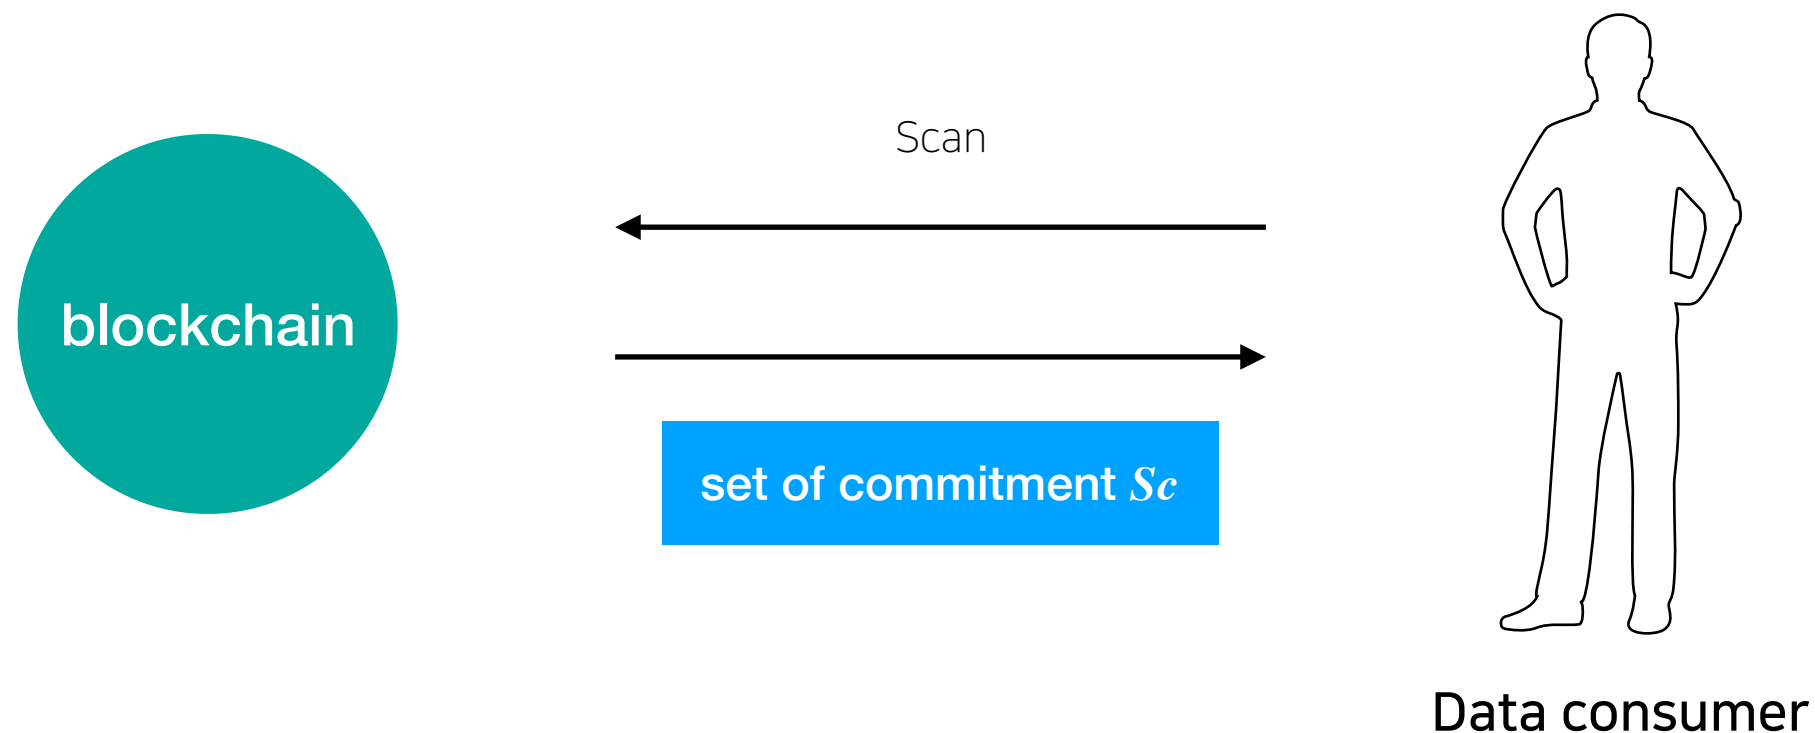 Scan
blockchain
set of commitment Sc
Data consumer